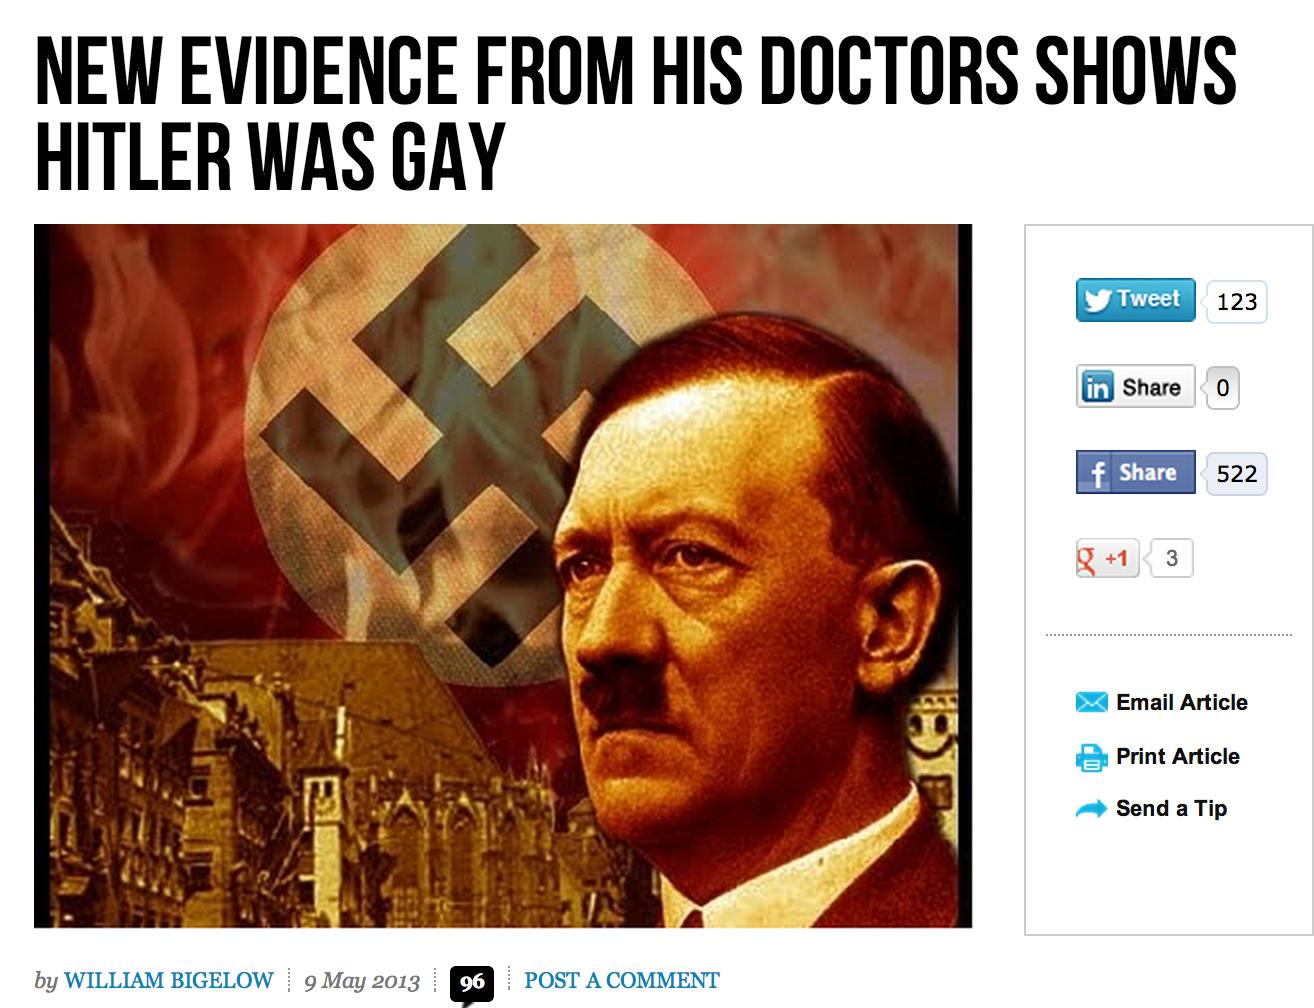 NEW EVIDENCE FROM HIS DOCTORS SHOWS
HITLER WAS GAY
Tweet 123
in Share 0
f Share 522
g +1 3
Email Article
Print Article
Send a Tip
by WILLIAM BIGELOW 9 May 2013 96 POST A COMMENT